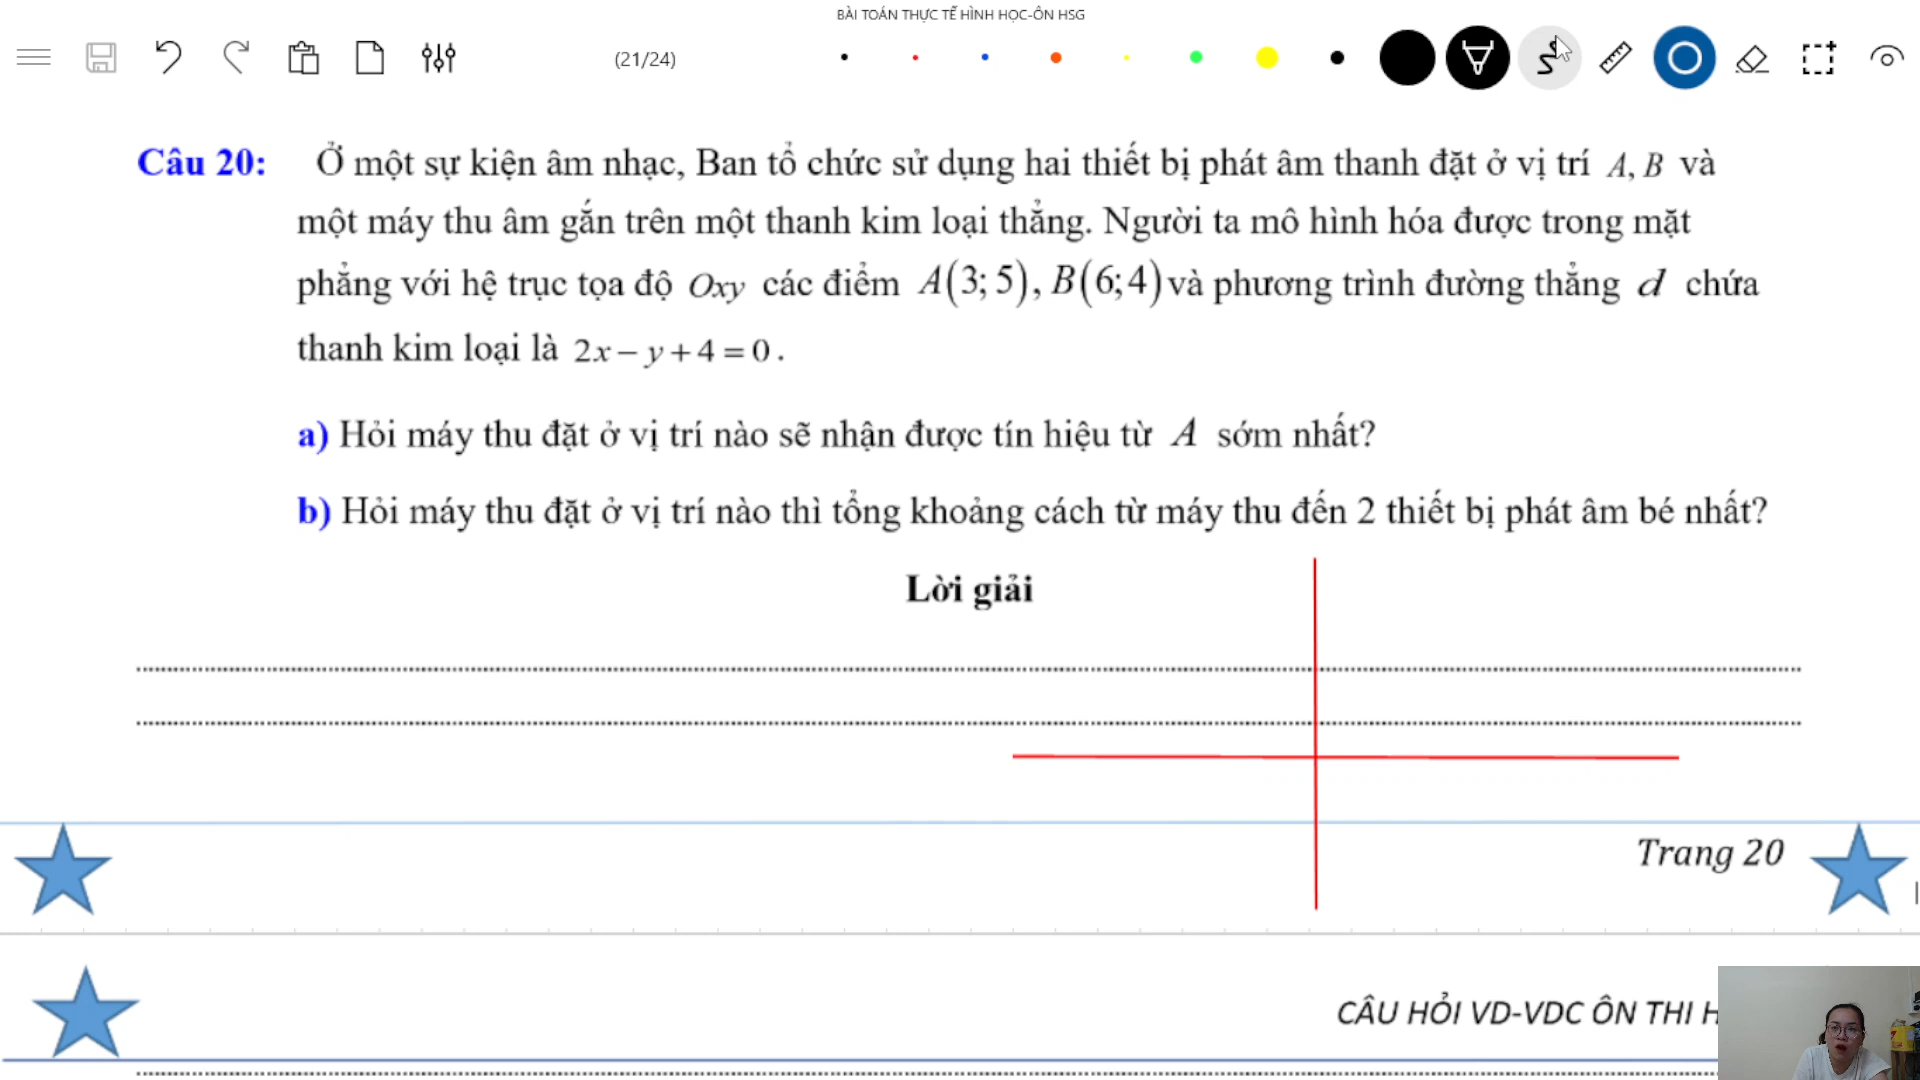 BÀI TOÁN THỰC TẾ HÌNH HỌC-ÔN HSG
(21/24)
Câu 20: Ở một sự kiện âm nhạc, Ban tổ chức sử dụng hai thiết bị phát âm thanh đặt ở vị trí A, B và
một máy thu âm gắn trên một thanh kim loại thẳng. Người ta mô hình hóa được trong mặt
phẳng với hệ trục tọa độ Oxy các điểm A(3;5), B(6;4) và phương trình đường thẳng d chứa
thanh kim loại là 2x − y + 4 = 0.
a) Hỏi máy thu đặt ở vị trí nào sẽ nhận được tín hiệu từ A sớm nhất?
b) Hỏi máy thu đặt ở vị trí nào thì tổng khoảng cách từ máy thu đến 2 thiết bị phát âm bé nhất?
Lời giải
Trang 20
CÂU HỎI VD-VDC ÔN THI